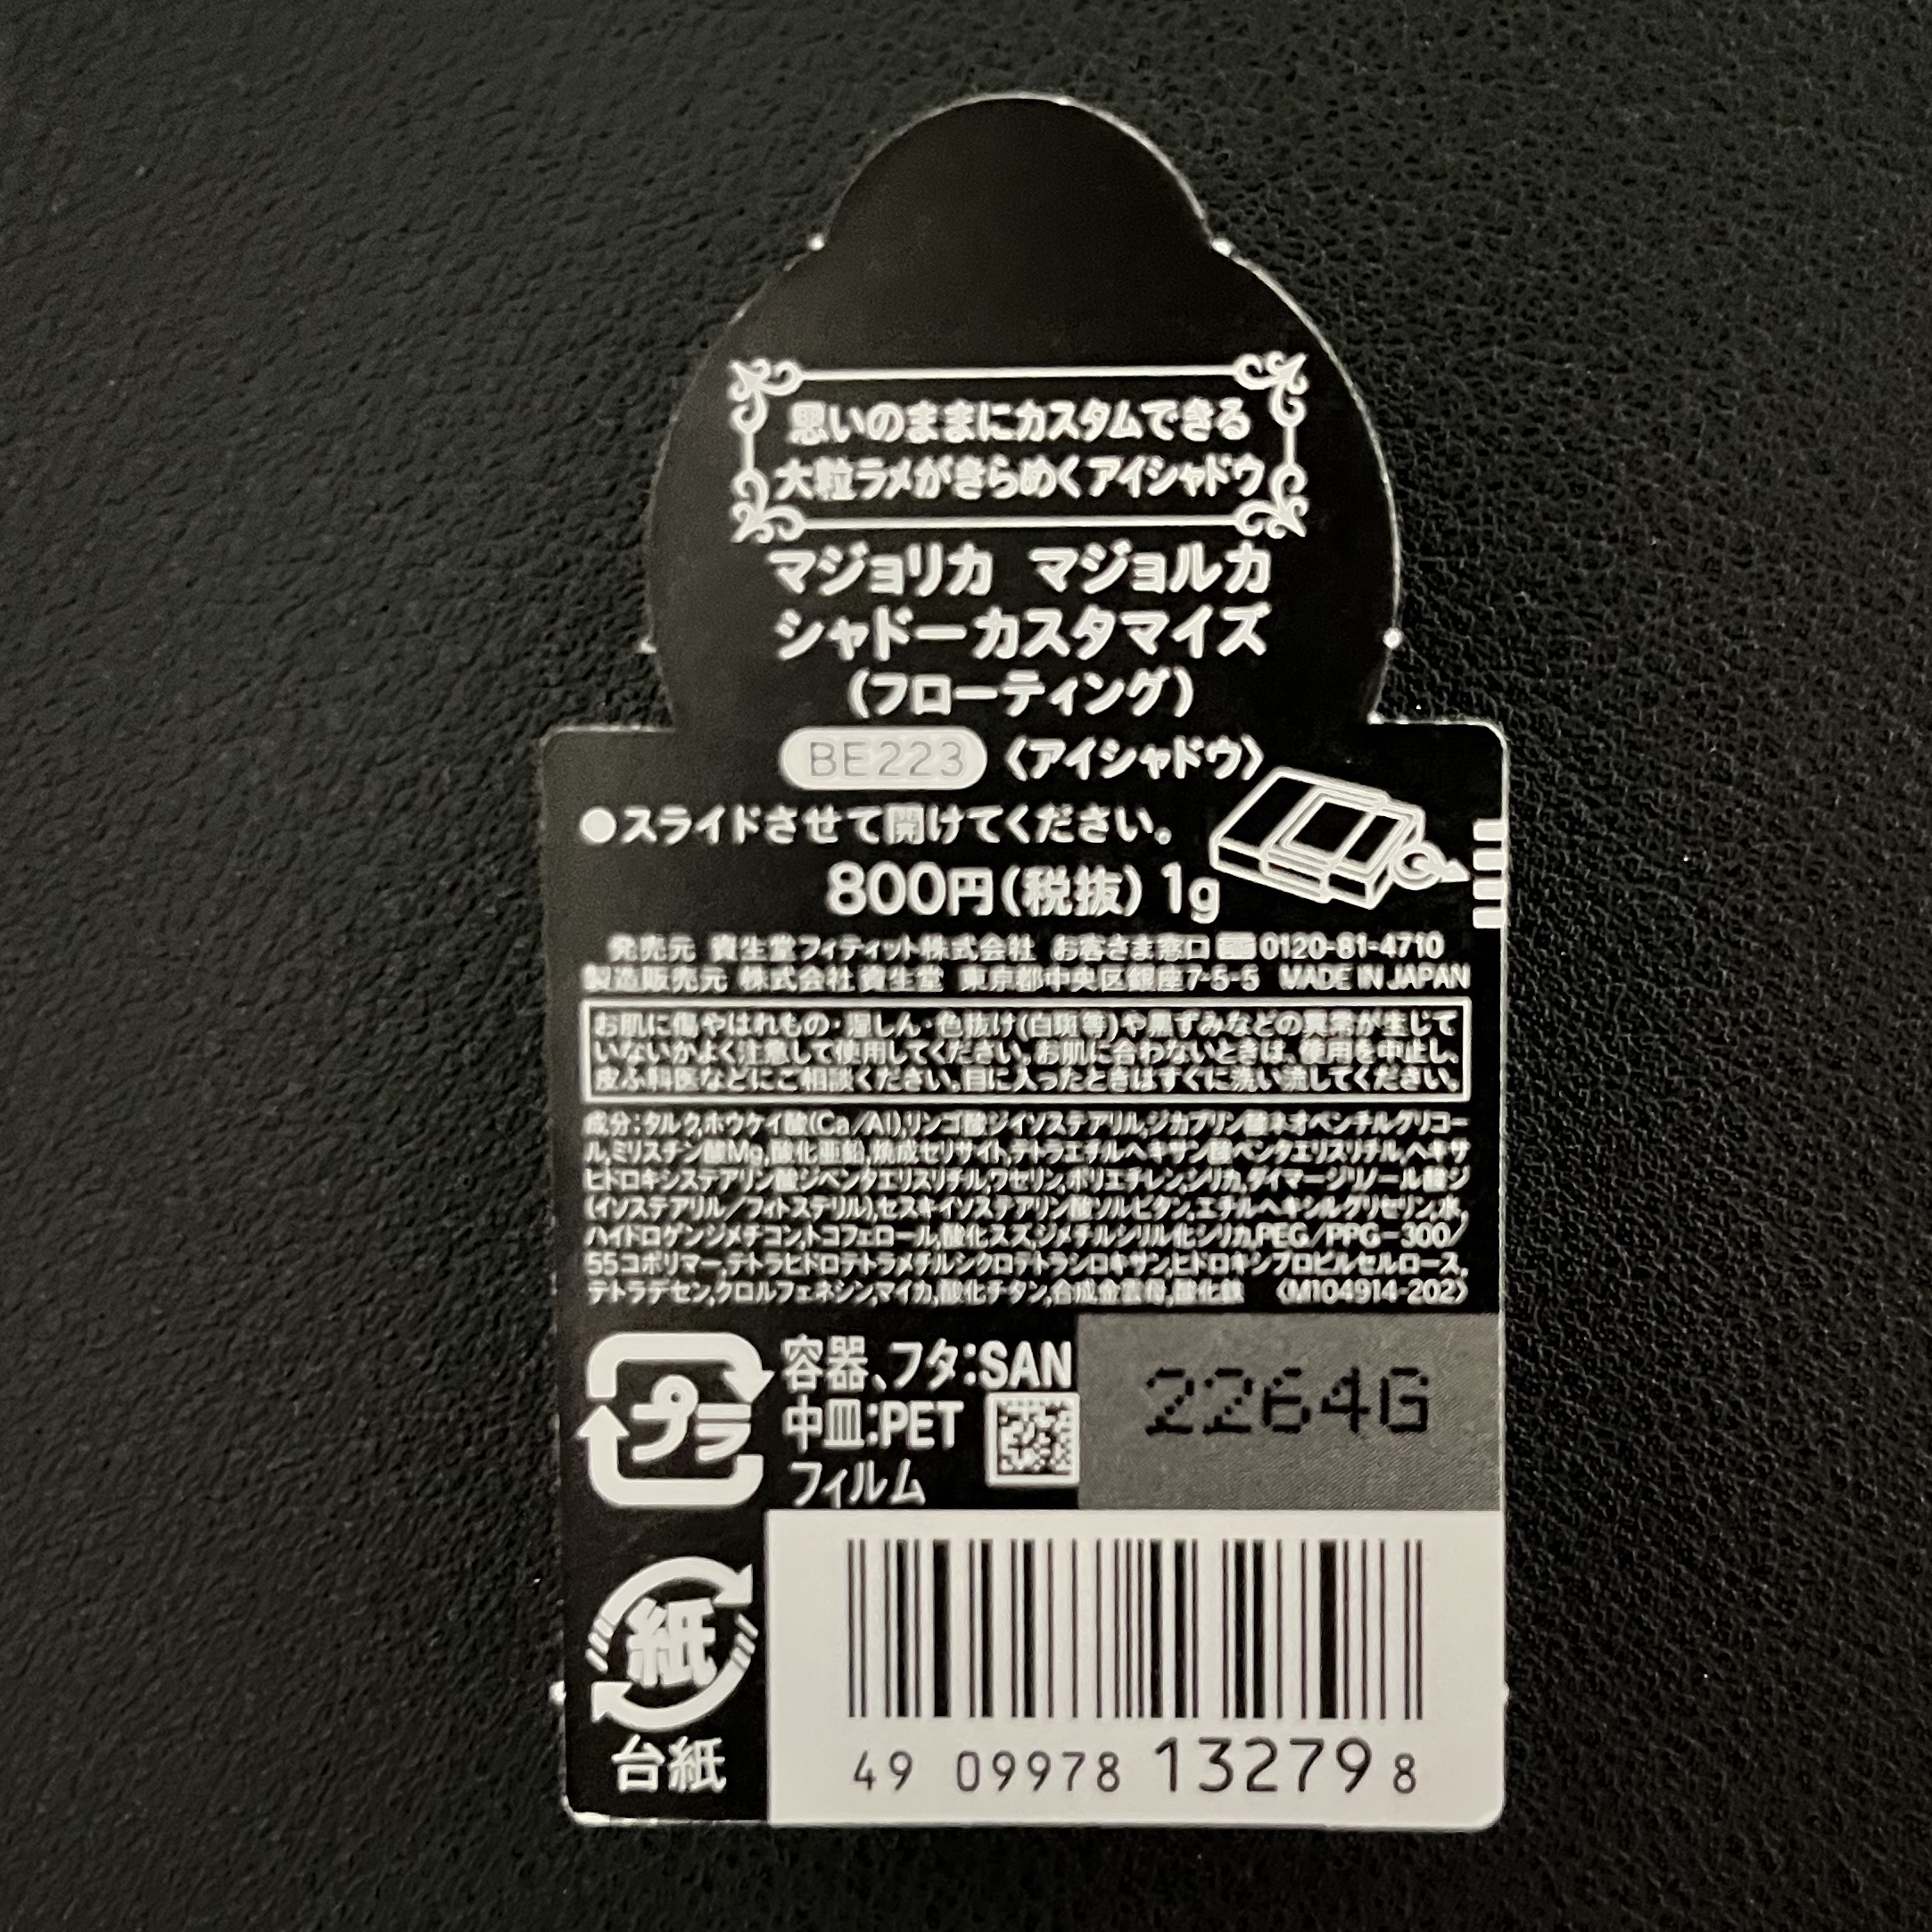 思いのままにカスタムできる
大粒ラメがきらめくアイシャドウ
マジョリカ マジョルカ
シャドーカスタマイズ
(フローティング)
BE223 〈アイシャドウ〉
●スライドさせて開けてください。
800円(税抜) 1g
発売元 資生堂フィティット株式会社 お客さま窓口 0120-81-4710
製造販売元 株式会社資生堂 東京都中央区銀座7-5-5 MADE IN JAPAN
お肌に傷やはれもの・湿しん・色抜け(白斑等)や黒ずみなどの異常が生じて
いないかよく注意して使用してください。お肌に合わないときは、使用を中止し、
皮ふ科医などにご相談ください。目に入ったときはすぐに洗い流してください。
成分:タルク,ホウケイ酸(Ca/Al),リンゴ酸ジイソステアリル,ジカプリン酸ネオペンチルグリコー
ル,ミリスチン酸Mg,酸化亜鉛,焼成セリサイト,テトラエチルヘキサン酸ペンタエリスリチル,ヘキサ
ヒドロキシステアリン酸ジペンタエリスリチル,ワセリン,ポリエチレン,シリカ,ダイマージリノール酸ジ
(イソステアリル/フィトステリル),セスキイソステアリン酸ソルビタン,エチルヘキシルグリセリン,水,
ハイドロゲンジメチコン,トコフェロール,酸化スズ,ジメチルシリル化シリカ,PEG/PPG-300/
55コポリマー,テトラヒドロテトラメチルシクロテトラシロキサン,ヒドロキシプロピルセルロース,
テトラデセン,クロルフェネシン,マイカ,酸化チタン,合成金雲母,酸化鉄 〈M104914-202〉
プラ
容器、フタ:SAN
中皿:PET
フィルム
2264G
紙
台紙
49 09978 13279 8